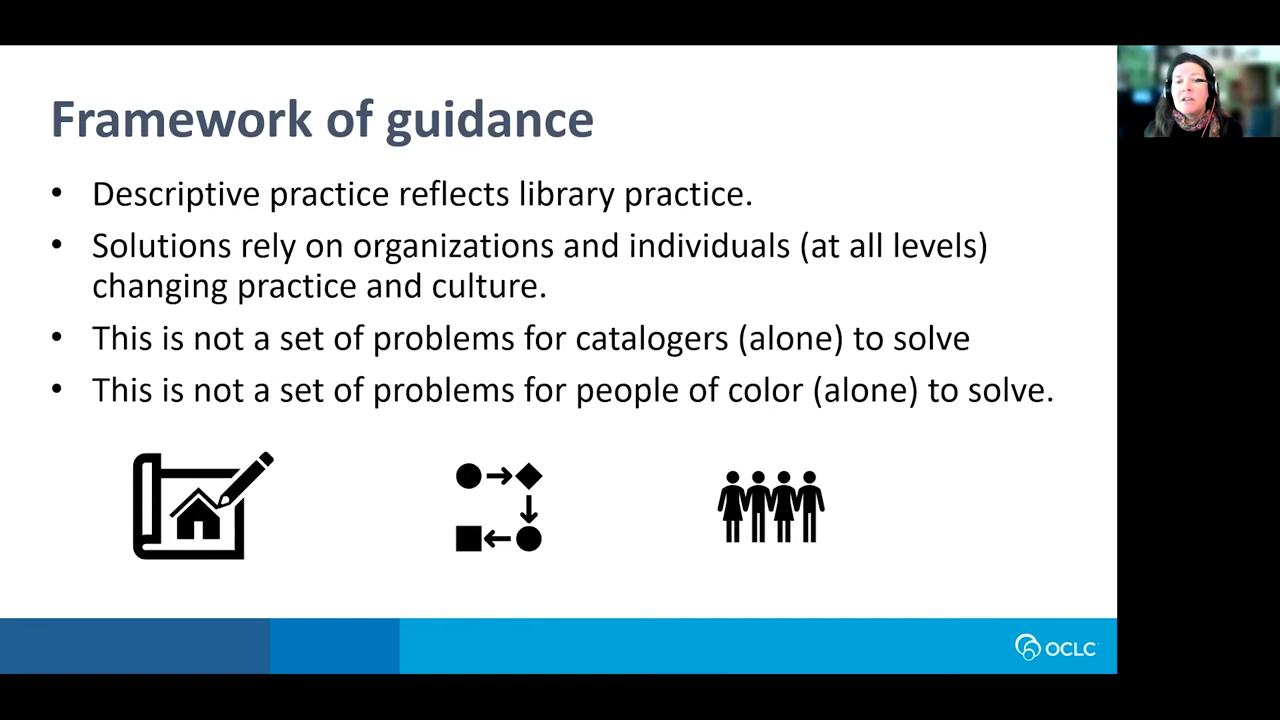 Framework of guidance
• Descriptive practice reflects library practice.
• Solutions rely on organizations and individuals (at all levels)
changing practice and culture.
• This is not a set of problems for catalogers (alone) to solve
• This is not a set of problems for people of color (alone) to solve.
OCLC